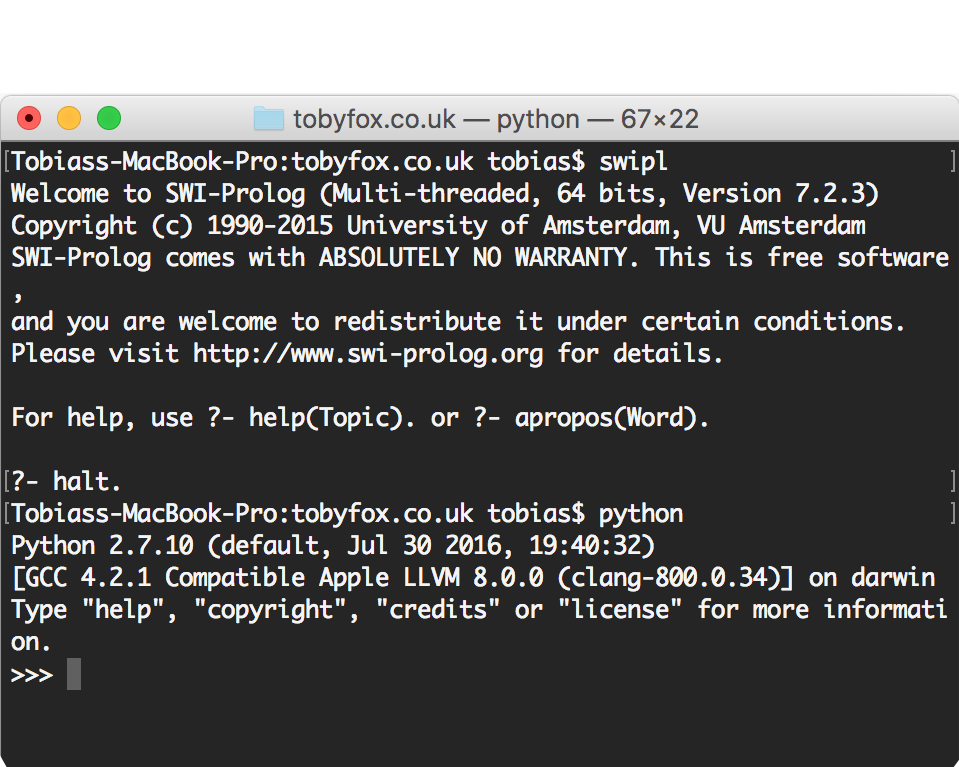 tobyfox.co.uk — python — 67×22
[Tobiass-MacBook-Pro:tobyfox.co.uk tobias$ swipl ]
Welcome to SWI-Prolog (Multi-threaded, 64 bits, Version 7.2.3)
Copyright (c) 1990-2015 University of Amsterdam, VU Amsterdam
SWI-Prolog comes with ABSOLUTELY NO WARRANTY. This is free software
,
and you are welcome to redistribute it under certain conditions.
Please visit http://www.swi-prolog.org for details.

For help, use ?- help(Topic). or ?- apropos(Word).

[?- halt. ]
[Tobiass-MacBook-Pro:tobyfox.co.uk tobias$ python ]
Python 2.7.10 (default, Jul 30 2016, 19:40:32)
[GCC 4.2.1 Compatible Apple LLVM 8.0.0 (clang-800.0.34)] on darwin
Type "help", "copyright", "credits" or "license" for more informati
on.
>>>